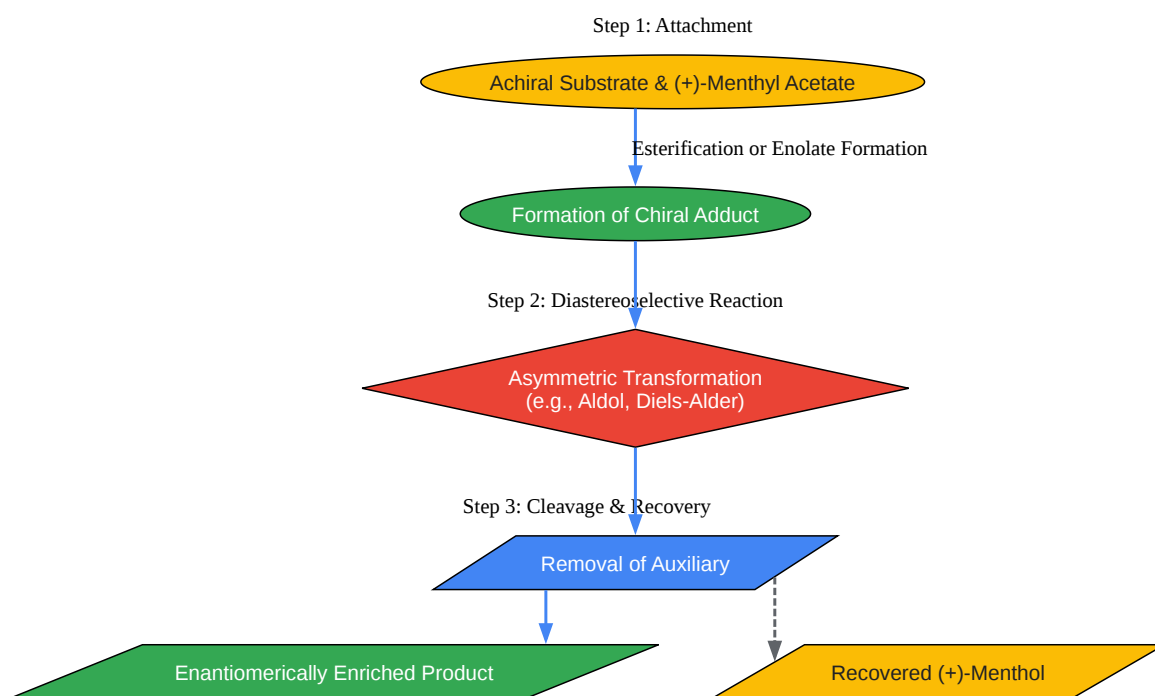 Step 1: Attachment
Achiral Substrate & (+)-Menthyl Acetate
Esterification or Enolate Formation
Formation of Chiral Adduct
Step 2: Diastereoselective Reaction
Asymmetric Transformation
(e.g., Aldol, Diels-Alder)
Step 3: Cleavage & Recovery
Removal of Auxiliary
Enantiomerically Enriched Product
Recovered (+)-Menthol